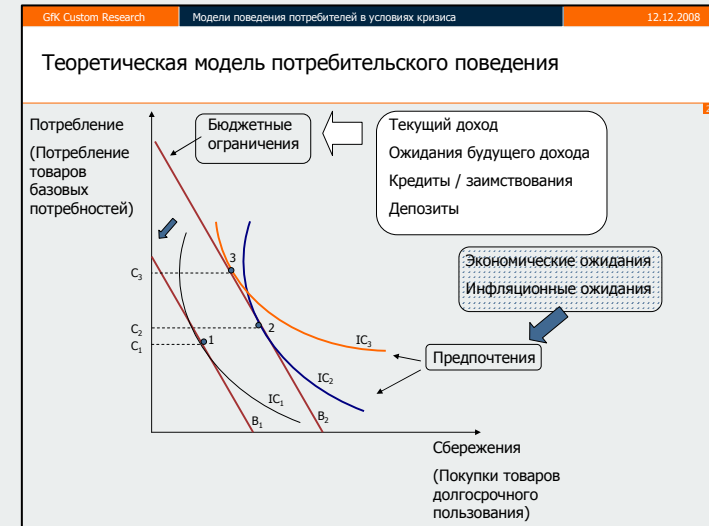 GfK Custom Research
Модели поведения потребителей в условиях кризиса
12.12.2008
Теоретическая модель потребительского поведения
2
Потребление
(Потребление
товаров
базовых
потребностей)
Бюджетные
ограничения
Текущий доход
Ожидания будущего дохода
Кредиты / заимствования
Депозиты
Экономические ожидания
Инфляционные ожидания
Предпочтения
C3
C2
C1
3
2
1
IC3
IC2
IC1
B1
B2
Сбережения
(Покупки товаров
долгосрочного
пользования)